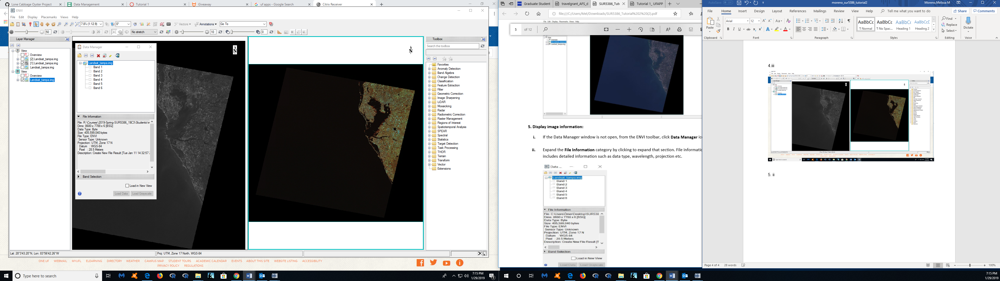 Lone Cabbage Oyster Project
Data Management
Tutorial 1
Giveaway
uf apps - Google Search
Citrix Receiver
ENVI
File Edit Display Placemarks Views Help
7.8% (1:12.9)
0°
Vectors
Annotations
Go To
50
20
No stretch
10
0
Layer Manager
View
Overview
[2] Landsat_tampa.img
[1] Landsat_tampa.img
Landsat_tampa.img
View
Overview
Landsat_tampa.img
Data Manager
Landsat_tampa.img
Band 1
Band 2
Band 3
Band 4
Band 5
Band 6
File Information
File: R:\Courses\2019-Spring-SUR5386_19C3\Students\m
Dims: 8680 x 7788 x 6 [BSQ]
Data Type: Byte
Size: 405,599,040 bytes
File Type: ENVI
Sensor Type: Unknown
Projection: UTM, Zone 17 N
Datum : WGS-84
Pixel : 28.5 Meters
Description: Create New File Result [Tue Jan 11 14:32:57 2
Band Selection
Load in New View
Load Data Load Grayscale
N
N
Toolbox
Search the toolbox
Favorites
Anomaly Detection
Band Algebra
Change Detection
Classification
Feature Extraction
Filter
Geometric Correction
Image Sharpening
LiDAR
Mosaicking
Radar
Radiometric Correction
Raster Management
Regions of Interest
Spatiotemporal Analysis
SPEAR
Spectral
Statistics
Target Detection
Task Processing
THOR
Terrain
Transform
Vector
Extensions
Lat: 28°3'43.20"N, Lon: 83°56'42.26"W
Proj: UTM, Zone 17 North, WGS-84
ONE UF WEBMAIL MYUFL ELEARNING DIRECTORY WEATHER CAMPUS MAP STUDENT TOURS ACADEMIC CALENDAR EVENTS ABOUT THIS SITE WEBSITE LISTING ACCESSIBILITY
PRIVACY POLICY REGULATIONS
Type here to search
7:15 PM
1/29/2019
Graduate Student
travelgrant_AFS_d
SUR5386_Tuto
Tutorial 1_ UFAPP
file:///C:/Users/Mel/Downloads/SUR5386_Tutorial%202%20(2).pdf
5 of 12
5. Display image information:
i. If the Data Manager window is not open, from the ENVI toolbar, click Data Manager ico
ii. Expand the File Information category by clicking to expand that section. File informatio
includes detailed information such as data type, wavelength, projection etc.
Data ...
Landsat_tampa.img
Band 1
Band 2
Band 3
Band 4
Band 5
Band 6
File Information
File: C:\Users\Ömer\Desktop\SUR538
Dims: 8680 x 7788 x 6 [BSQ]
Data Type: Byte
Size: 405,599,040 bytes
File Type: ENVI
Sensor Type: Unknown
Projection: UTM, Zone 17 N
Datum : WGS-84
Pixel : 28.5 Meters
Description: Create New File Result [T
Band Selection
Load in New View
Load Data Load Grayscale
AutoSave Off
moreno_sur5386_tutorial2
Moreno,Melissa M
File Home Insert Design Layout References Mailings Review View Help Tell me what you want to do
Share Comments
Paste
Clipboard
Arial 12
Font
Paragraph
AaBbCc AaBbCc AaBbCc AaBbCcC
¶ Normal ¶ No Spac... Heading 1 Heading 2
Styles
Find
Replace
Select
Editing
Dictate
Voice
4.iii
5. ii
Page 4 of 4 28 words
100%
7:15 PM
1/29/2019